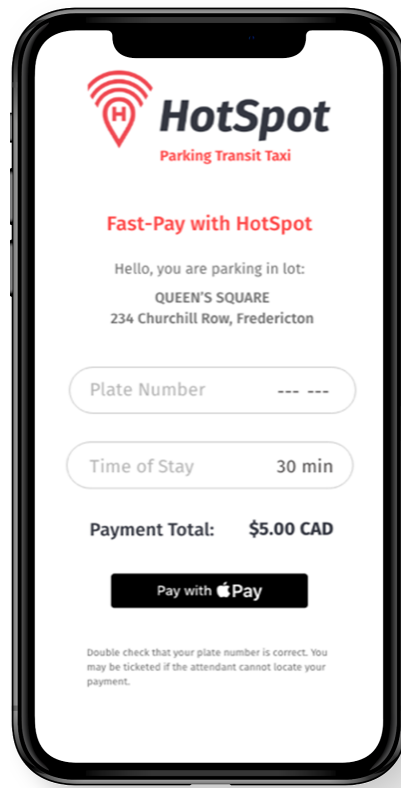 H
HotSpot
Parking Transit Taxi
Fast-Pay with HotSpot
Hello, you are parking in lot:
QUEEN'S SQUARE
234 Churchill Row, Fredericton
Plate Number --- ---
Time of Stay 30 min
Payment Total: $5.00 CAD
Pay with Pay
Double check that your plate number is correct. You
may be ticketed if the attendant cannot locate your
payment.